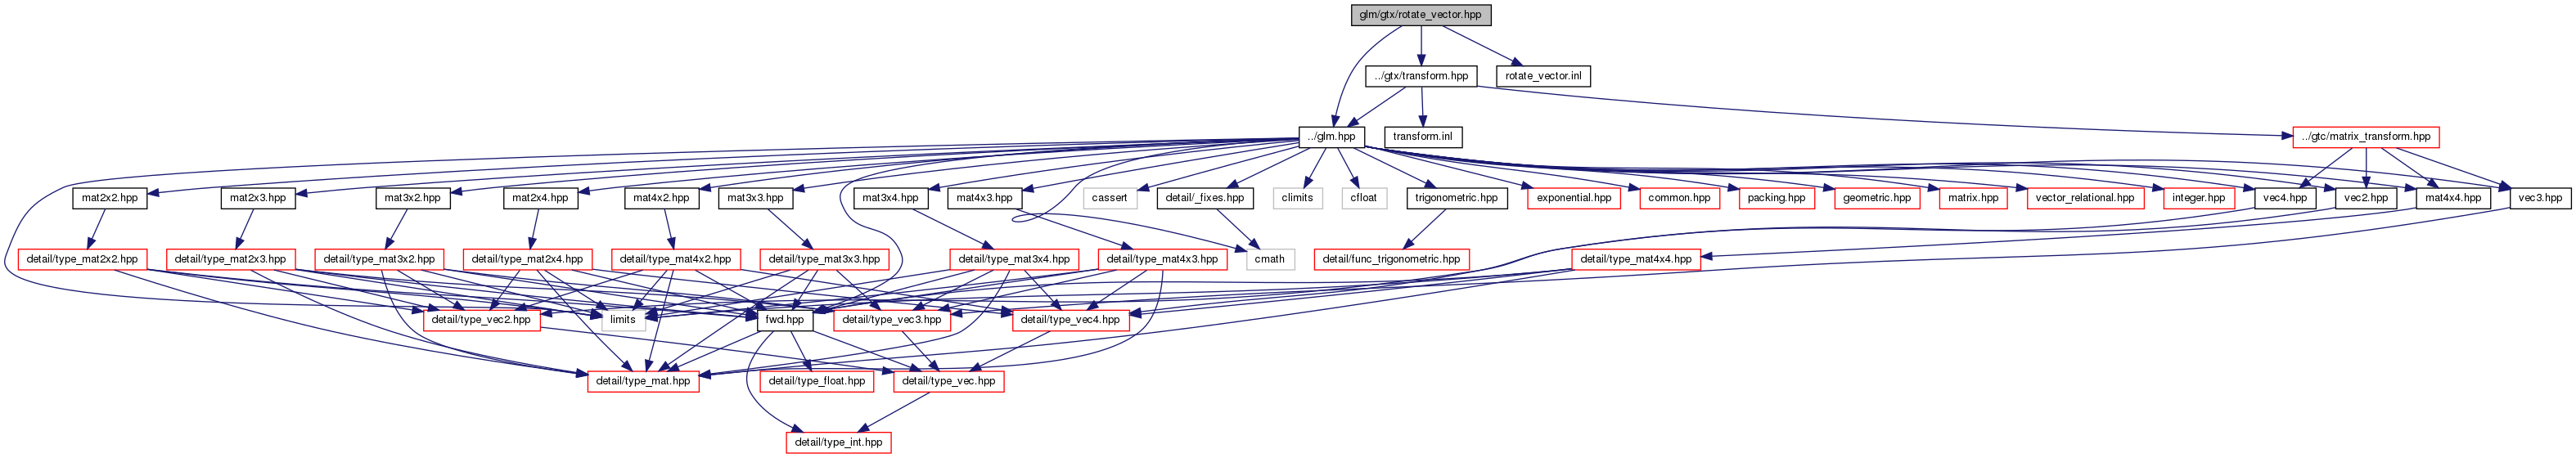 glm/gtx/rotate_vector.hpp
../gtx/transform.hpp
rotate_vector.inl
../glm.hpp
transform.inl
../gtc/matrix_transform.hpp
mat2x2.hpp
mat2x3.hpp
mat3x2.hpp
mat2x4.hpp
mat4x2.hpp
mat3x3.hpp
mat3x4.hpp
mat4x3.hpp
cassert
detail/_fixes.hpp
climits
cfloat
trigonometric.hpp
exponential.hpp
common.hpp
packing.hpp
geometric.hpp
matrix.hpp
vector_relational.hpp
integer.hpp
vec4.hpp
vec2.hpp
mat4x4.hpp
vec3.hpp
detail/type_mat2x2.hpp
detail/type_mat2x3.hpp
detail/type_mat3x2.hpp
detail/type_mat2x4.hpp
detail/type_mat4x2.hpp
detail/type_mat3x3.hpp
detail/type_mat3x4.hpp
detail/type_mat4x3.hpp
cmath
detail/func_trigonometric.hpp
detail/type_mat4x4.hpp
detail/type_vec2.hpp
limits
fwd.hpp
detail/type_vec3.hpp
detail/type_vec4.hpp
detail/type_mat.hpp
detail/type_float.hpp
detail/type_vec.hpp
detail/type_int.hpp